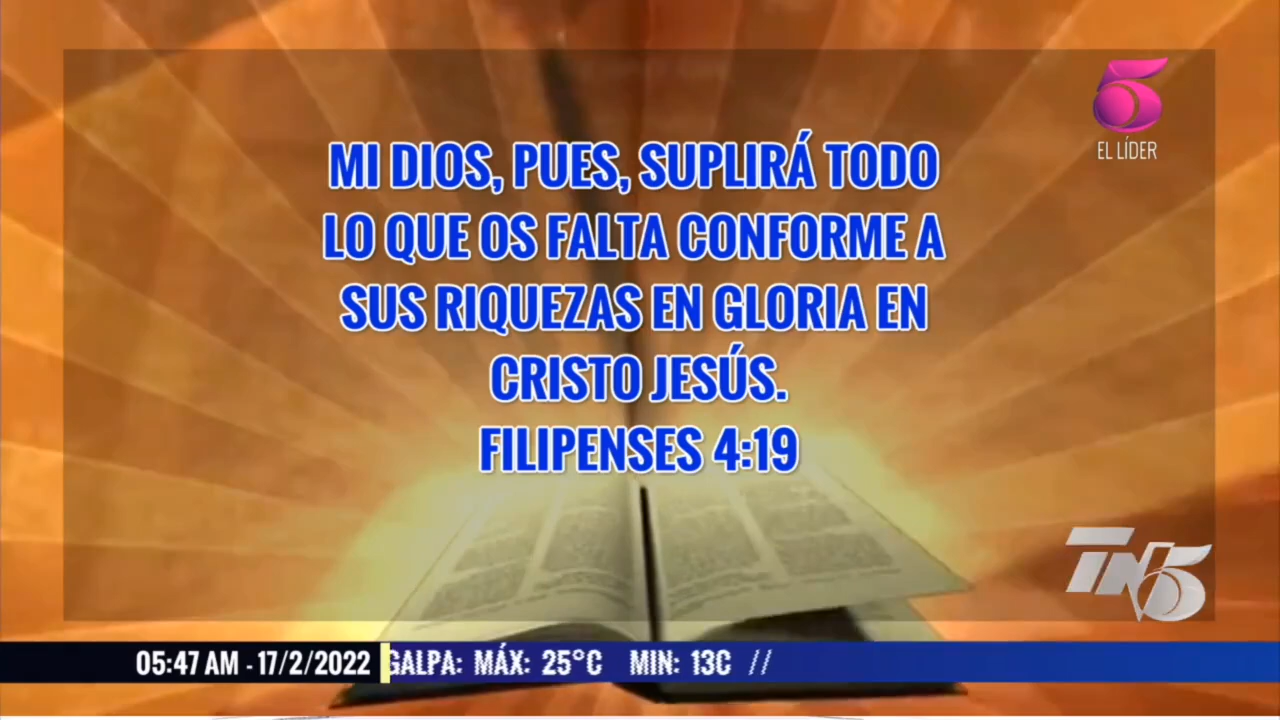 5
EL LÍDER
MI DIOS, PUES, SUPLIRÁ TODO
LO QUE OS FALTA CONFORME A
SUS RIQUEZAS EN GLORIA EN
CRISTO JESÚS.
FILIPENSES 4:19
TN5
05:47 AM - 17/2/2022 GALPA: MÁX: 25°C MIN: 13C //